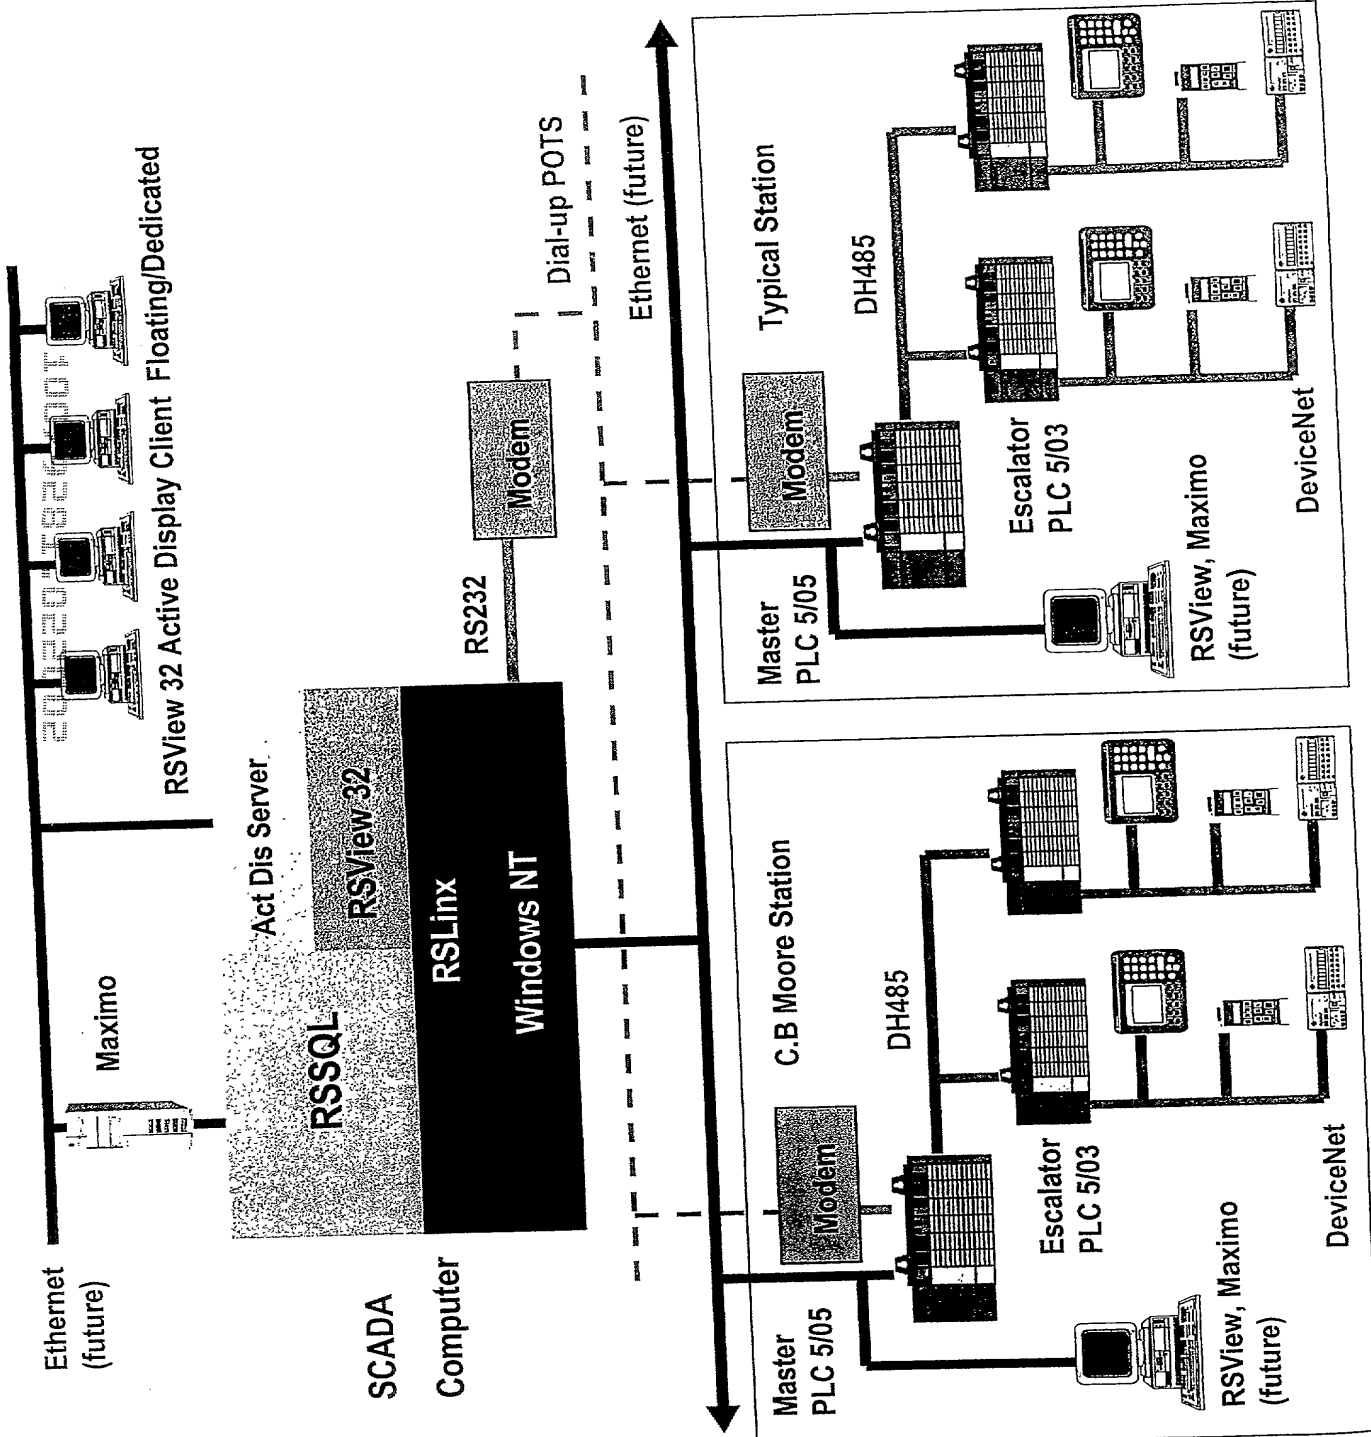 Ethernet
(future)
Maximo
RSView 32 Active Display Client Floating/Dedicated
SCADA
Computer
RSSQL
Act Dis Server
RSView 32
RSLinx
Windows NT
RS232
Modem
Dial-up POTS
Ethernet (future)
Master
PLC 5/05
Modem
C.B Moore Station
DH485
Escalator
PLC 5/03
RSView, Maximo
(future)
DeviceNet
Master
PLC 5/05
Modem
Typical Station
DH485
Escalator
PLC 5/03
RSView, Maximo
(future)
DeviceNet